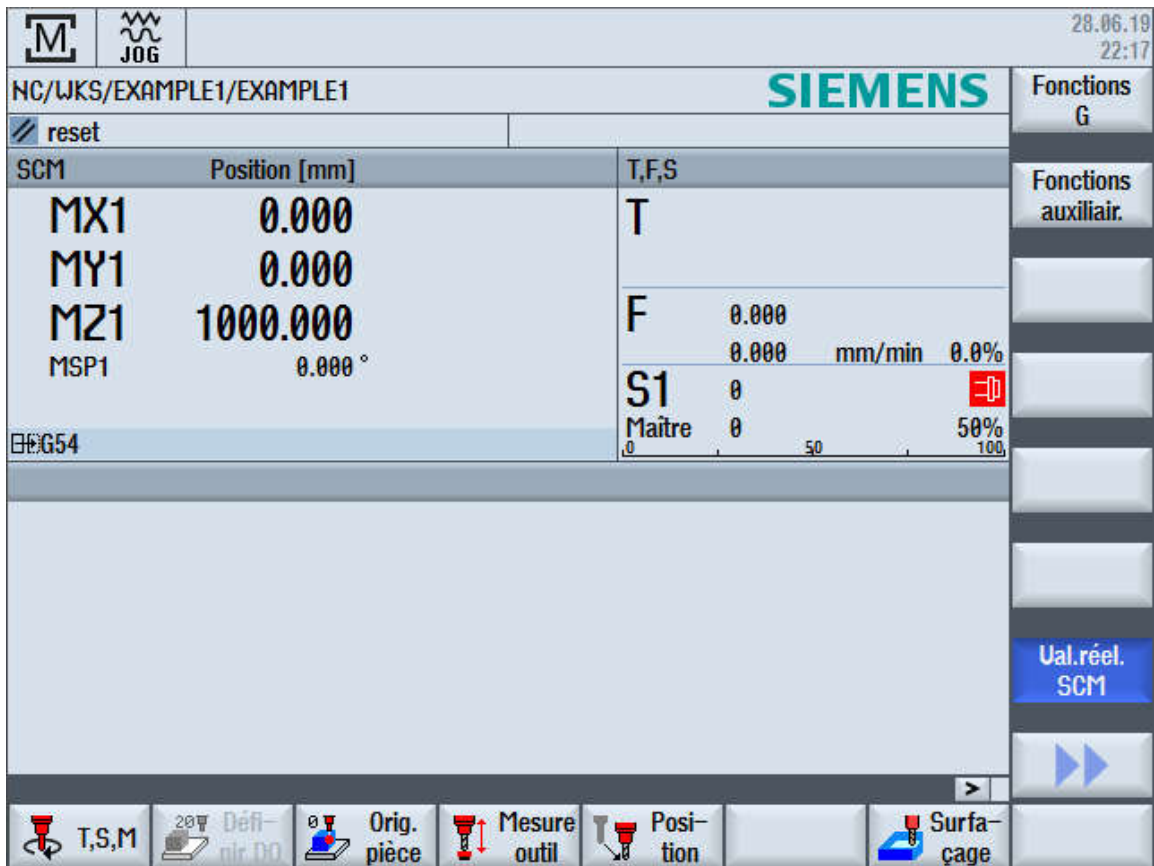 M
JOG
28.06.19
22:17
NC/WKS/EXAMPLE1/EXAMPLE1
SIEMENS
Fonctions
G
reset
SCM Position [mm]
T,F,S
Fonctions
auxiliair.
MX1 0.000
MY1 0.000
MZ1 1000.000
MSP1 0.000 °
G54
T
F 0.000
0.000 mm/min 0.0%
S1 0
Maître 0 50%
0 50 100
Val.réel.
SCM
>
T,S,M
20 Défi-
nir DO
0 Orig.
pièce
Mesure
outil
Posi-
tion
Surfa-
çage